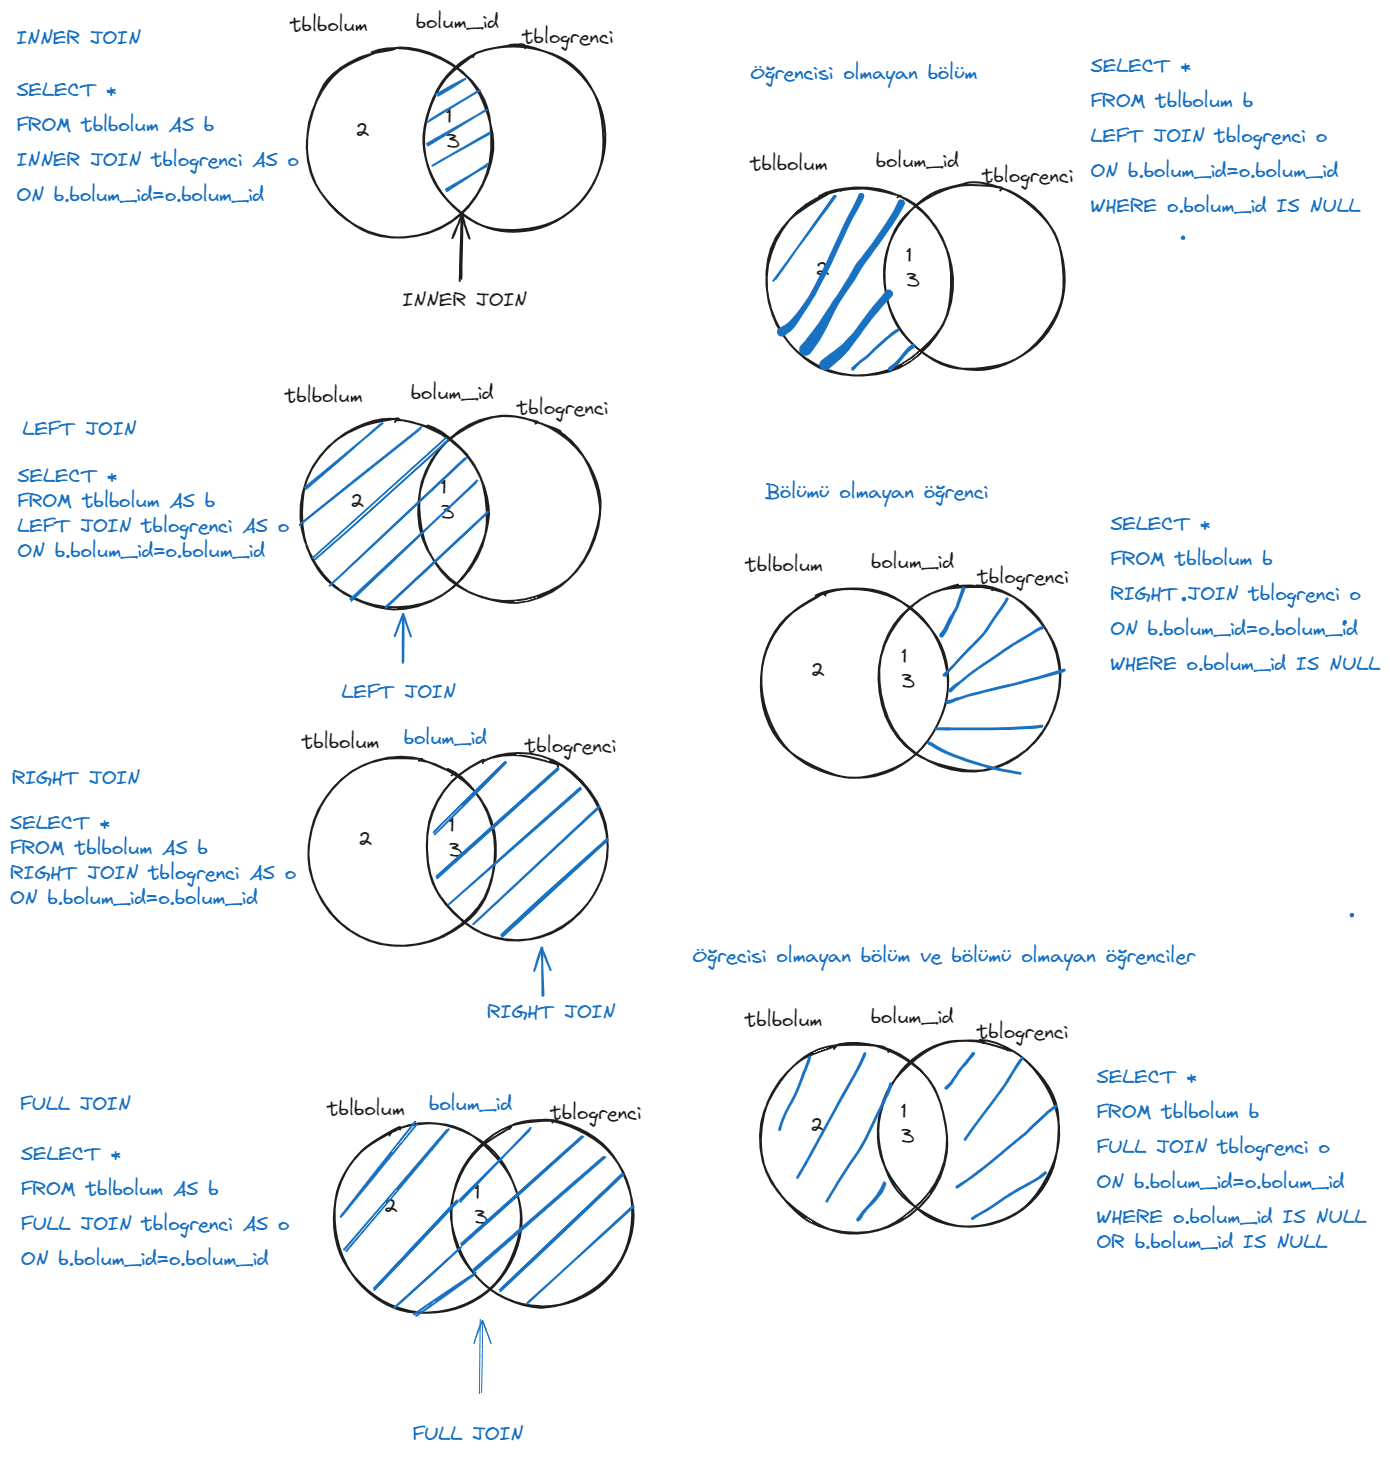 INNER JOIN
SELECT *
FROM tblbolum AS b
INNER JOIN tblogrenci AS o
ON b.bolum_id=o.bolum_id
tblbolum
bolum_id
tblogrenci
2
1
3
INNER JOIN
LEFT JOIN
SELECT *
FROM tblbolum AS b
LEFT JOIN tblogrenci AS o
ON b.bolum_id=o.bolum_id
tblbolum
bolum_id
tblogrenci
2
1
3
LEFT JOIN
RIGHT JOIN
SELECT *
FROM tblbolum AS b
RIGHT JOIN tblogrenci AS o
ON b.bolum_id=o.bolum_id
tblbolum
bolum_id
tblogrenci
2
1
3
RIGHT JOIN
FULL JOIN
SELECT *
FROM tblbolum AS b
FULL JOIN tblogrenci AS o
ON b.bolum_id=o.bolum_id
tblbolum
bolum_id
tblogrenci
2
1
3
FULL JOIN
Öğrencisi olmayan bölüm
tblbolum
bolum_id
tblogrenci
2
1
3
SELECT *
FROM tblbolum b
LEFT JOIN tblogrenci o
ON b.bolum_id=o.bolum_id
WHERE o.bolum_id IS NULL
Bölümü olmayan öğrenci
tblbolum
bolum_id
tblogrenci
2
1
3
SELECT *
FROM tblbolum b
RIGHT JOIN tblogrenci o
ON b.bolum_id=o.bolum_id
WHERE o.bolum_id IS NULL
Öğrecisi olmayan bölüm ve bölümü olmayan öğrenciler
tblbolum
bolum_id
tblogrenci
2
1
3
SELECT *
FROM tblbolum b
FULL JOIN tblogrenci o
ON b.bolum_id=o.bolum_id
WHERE o.bolum_id IS NULL
OR b.bolum_id IS NULL